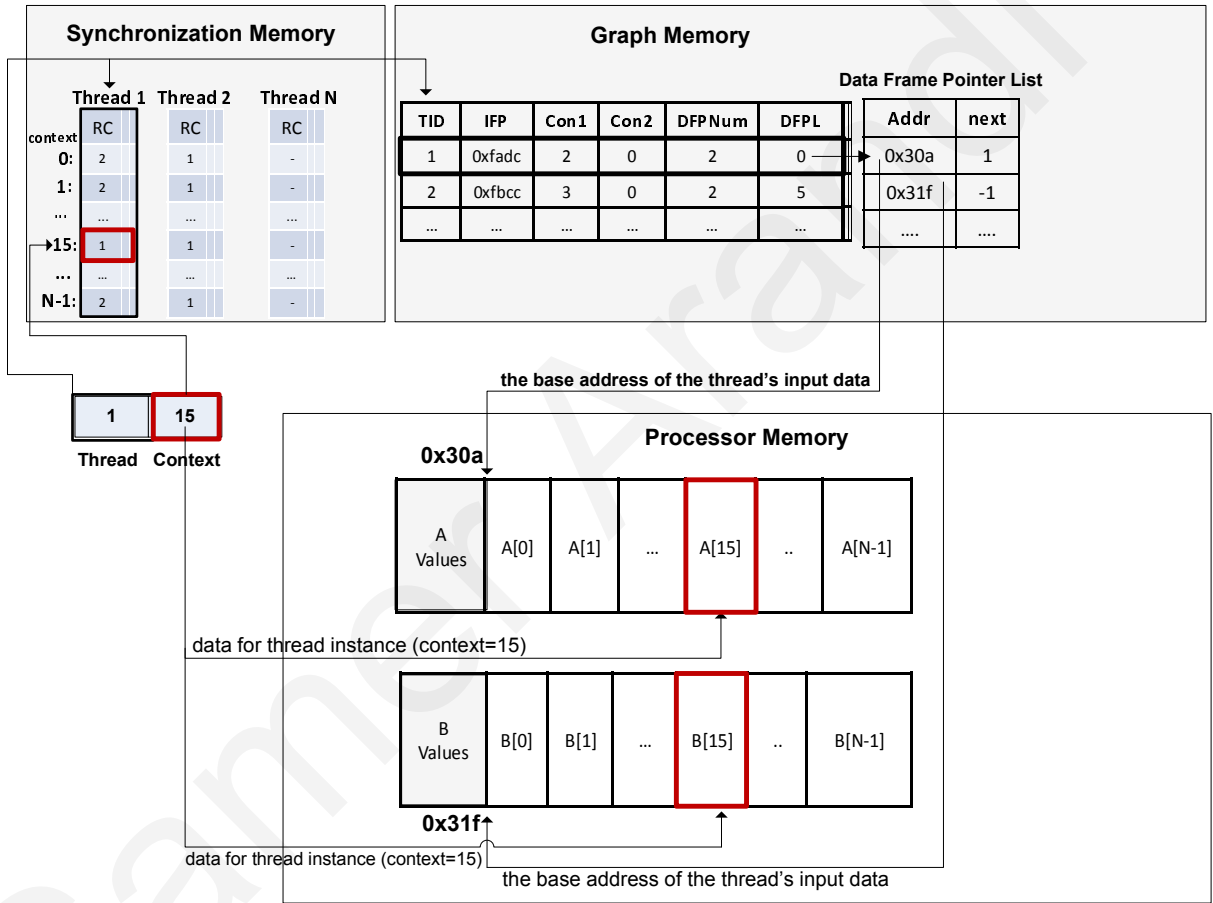 Synchronization Memory
Thread 1 Thread 2 Thread N
context RC RC RC
0: 2 1 -
1: 2 1 -
... ... ... ...
15: 1 1 -
... ... ... ...
N-1: 2 1 -
Graph Memory
Data Frame Pointer List
TID IFP Con1 Con2 DFPNum DFPL
1 0xfadc 2 0 2 0
2 0xfbcc 3 0 2 5
... ... ... ... ... ...
Addr next
0x30a 1
0x31f -1
.... ....
1 15
Thread Context
the base address of the thread's input data
Processor Memory
0x30a
A
Values
A[0] A[1] ... A[15] .. A[N-1]
data for thread instance (context=15)
B
Values
B[0] B[1] ... B[15] .. B[N-1]
0x31f
data for thread instance (context=15)
the base address of the thread's input data
Samer Arandi